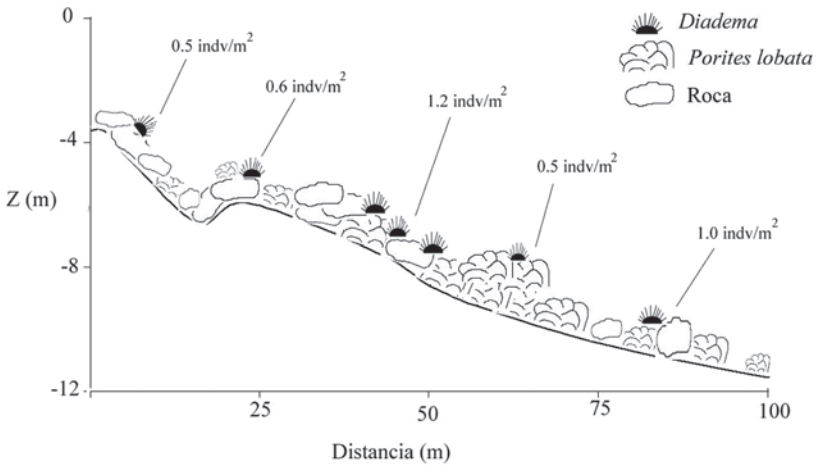 0
-4
Z (m)
-8
-12
25
50
75
100
Distancia (m)
0.5 indv/m²
0.6 indv/m²
1.2 indv/m²
0.5 indv/m²
1.0 indv/m²
Diadema
Porites lobata
Roca